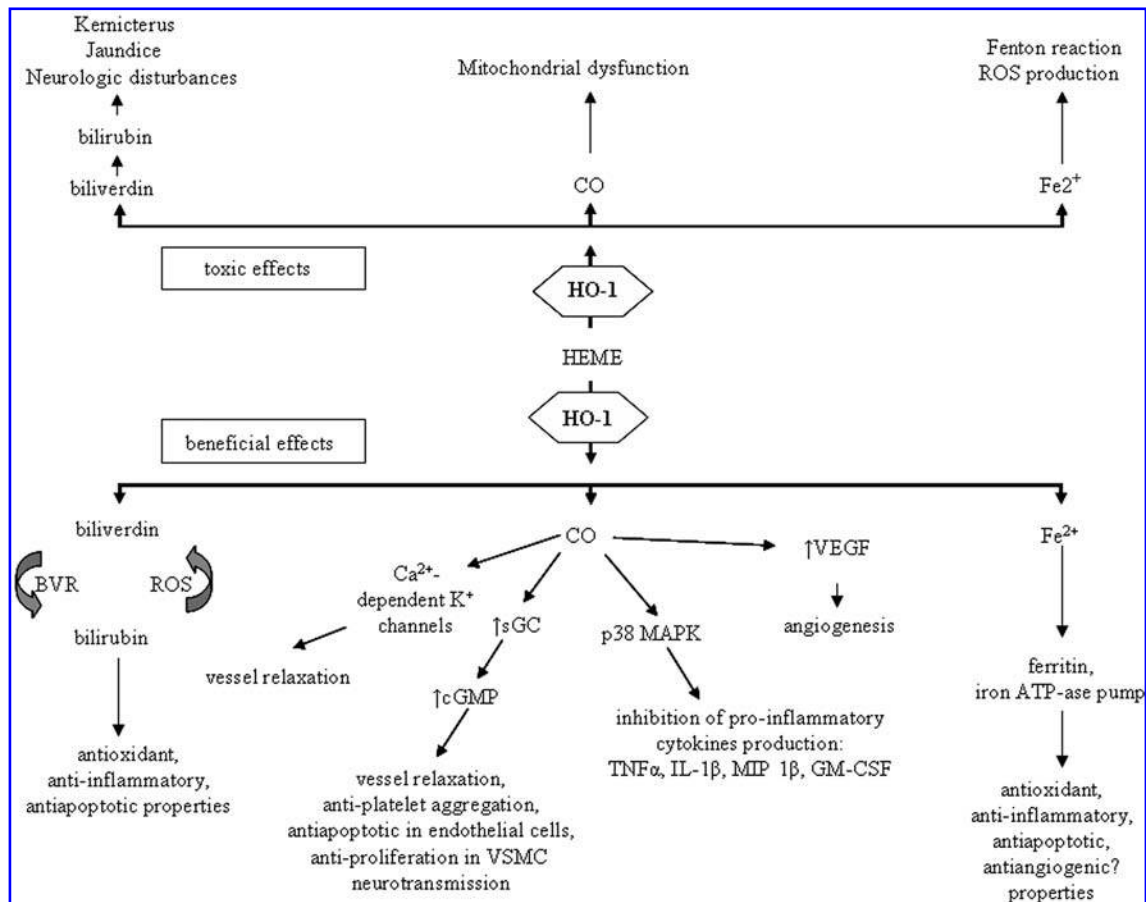 Kernicterus
Jaundice
Neurologic disturbances
bilirubin
biliverdin
Mitochondrial dysfunction
CO
Fenton reaction
ROS production
Fe2⁺
toxic effects
HO-1
HEME
HO-1
beneficial effects
biliverdin
BVR
ROS
bilirubin
antioxidant,
anti-inflammatory,
antiapoptotic properties
CO
Ca²⁺-
dependent K⁺
channels
vessel relaxation
↑sGC
↑cGMP
vessel relaxation,
anti-platelet aggregation,
antiapoptotic in endothelial cells,
anti-proliferation in VSMC
neurotransmission
p38 MAPK
inhibition of pro-inflammatory
cytokines production:
TNFα, IL-1β, MIP 1β, GM-CSF
↑VEGF
angiogenesis
Fe²⁺
ferritin,
iron ATP-ase pump
antioxidant,
anti-inflammatory,
antiapoptotic,
antiangiogenic?
properties